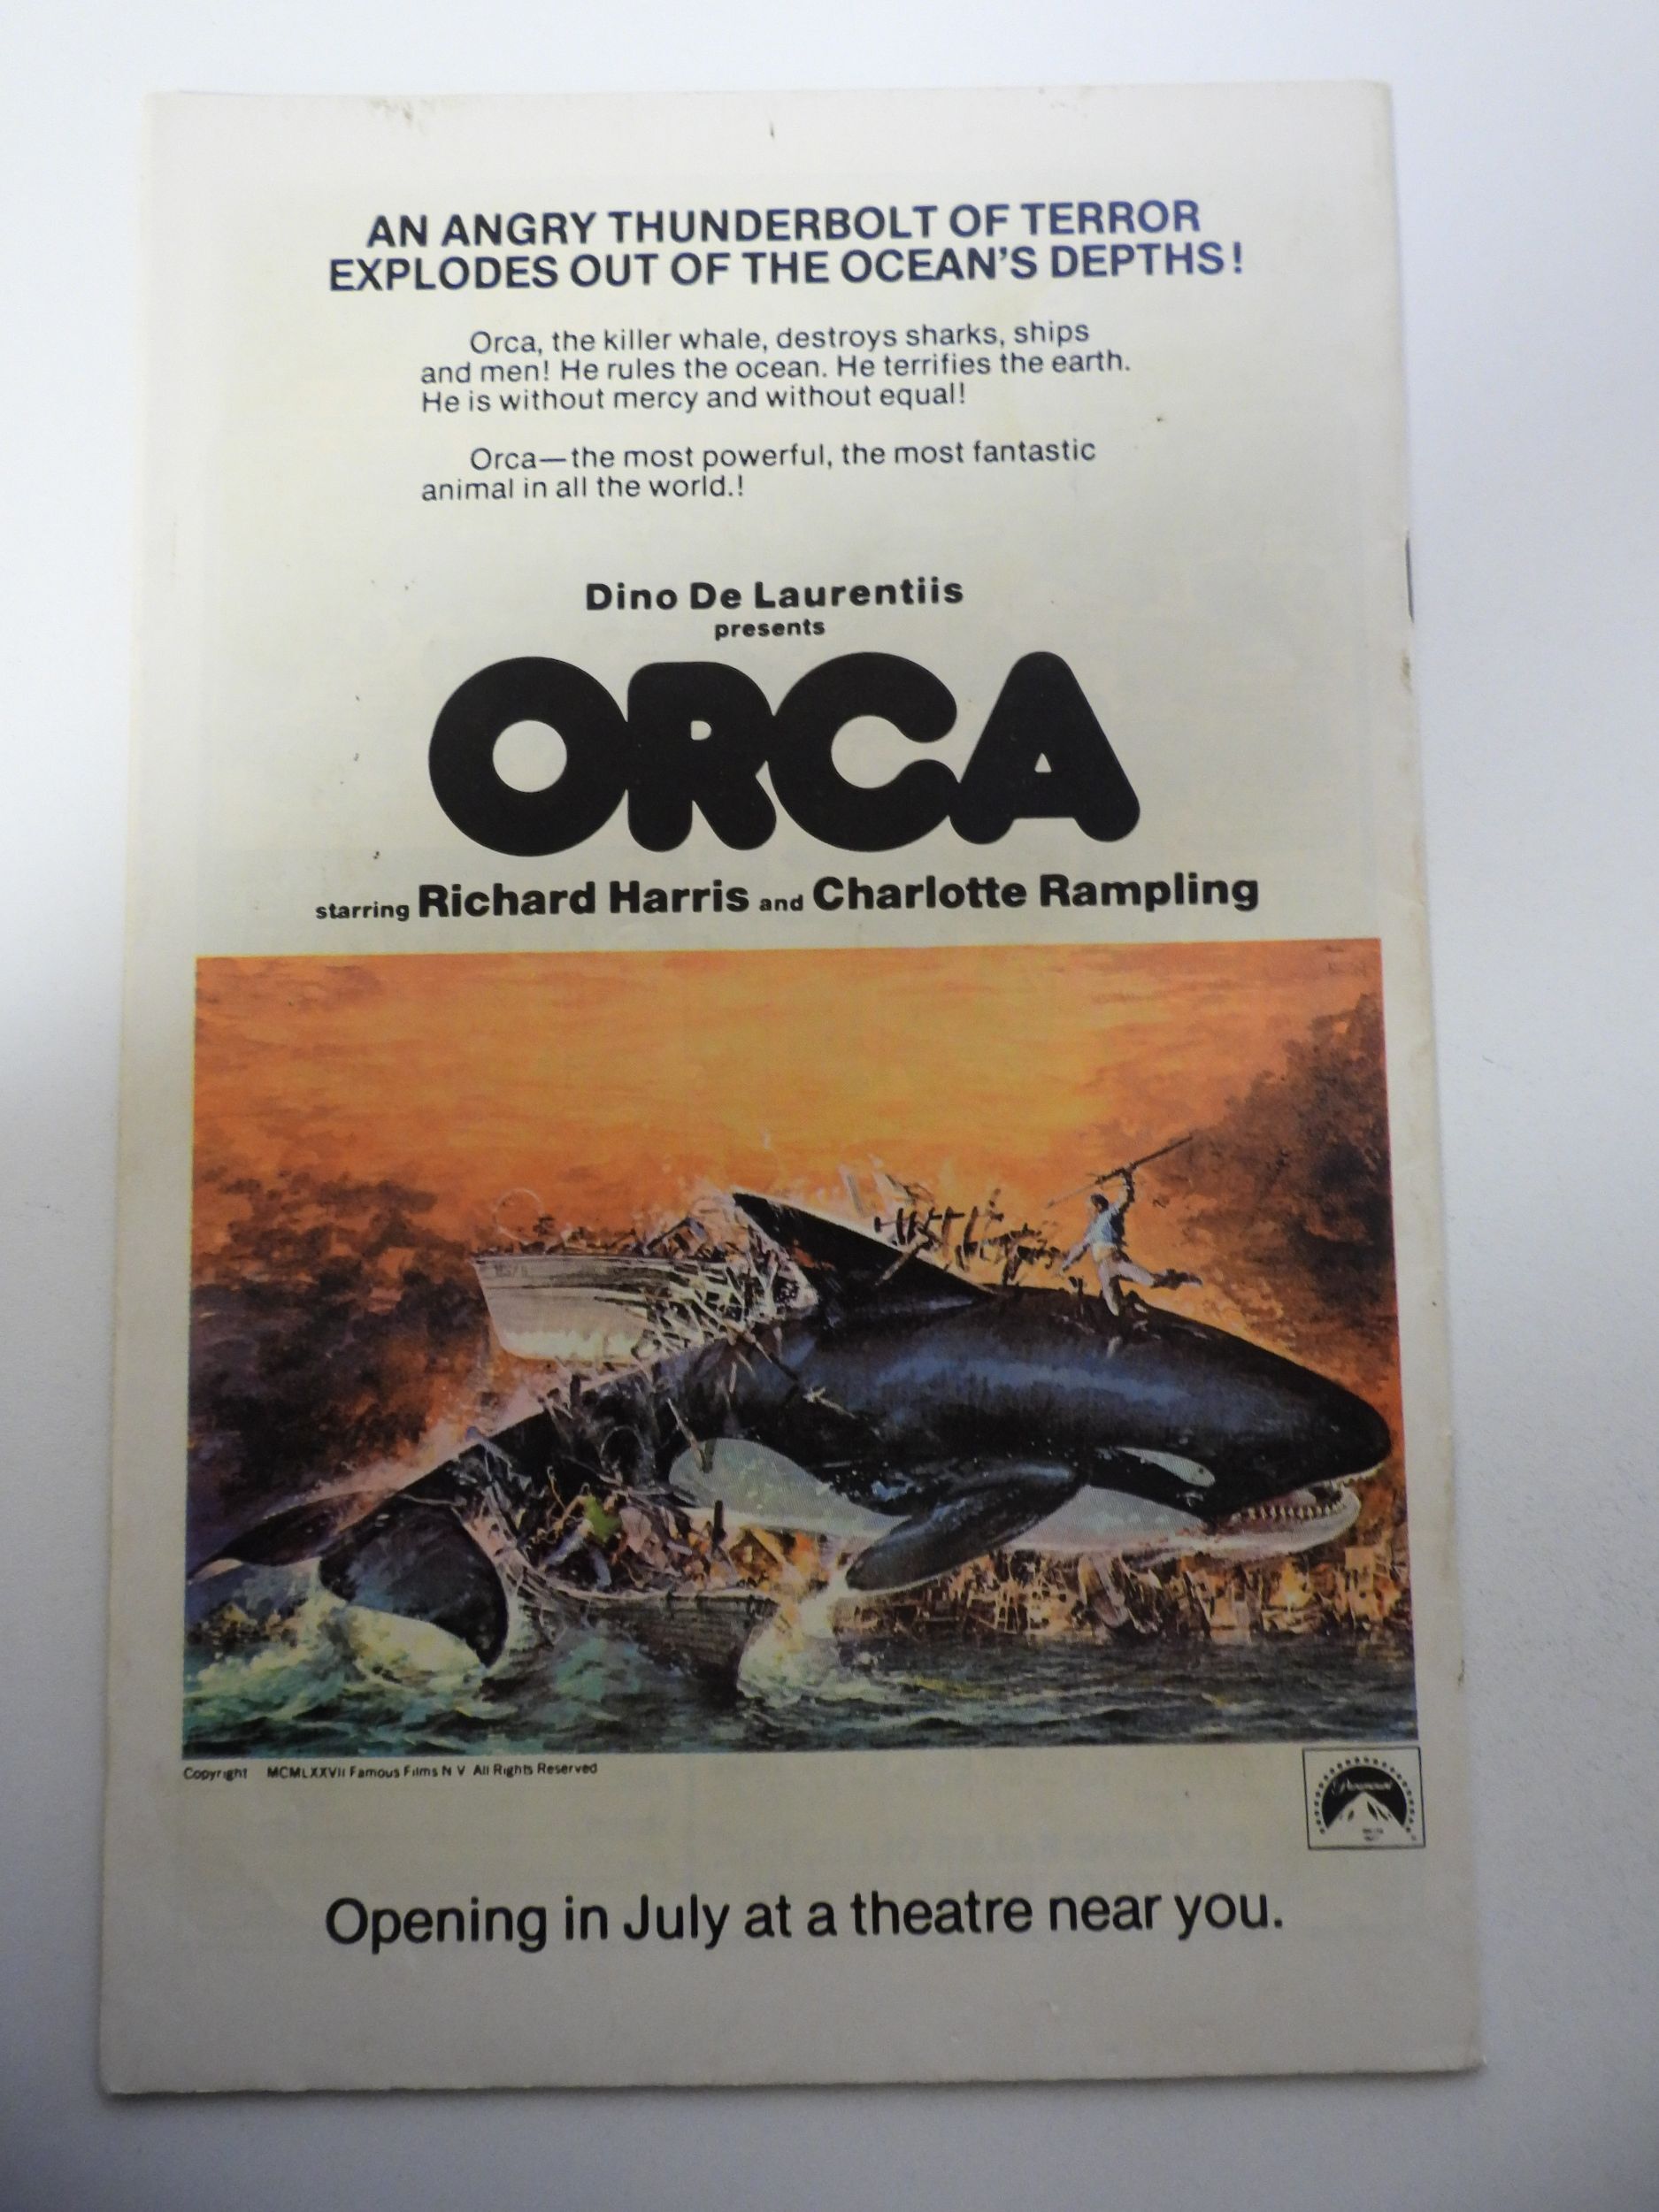 AN ANGRY THUNDERBOLT OF TERROR
EXPLODES OUT OF THE OCEAN'S DEPTHS!
Orca, the killer whale, destroys sharks, ships
and men! He rules the ocean. He terrifies the earth.
He is without mercy and without equal!
Orca—the most powerful, the most fantastic
animal in all the world.!
Dino De Laurentiis
presents
ORCA
starring Richard Harris and Charlotte Rampling
Copyright MCMLXXVII Famous Films N V All Rights Reserved
Paramount
Opening in July at a theatre near you.